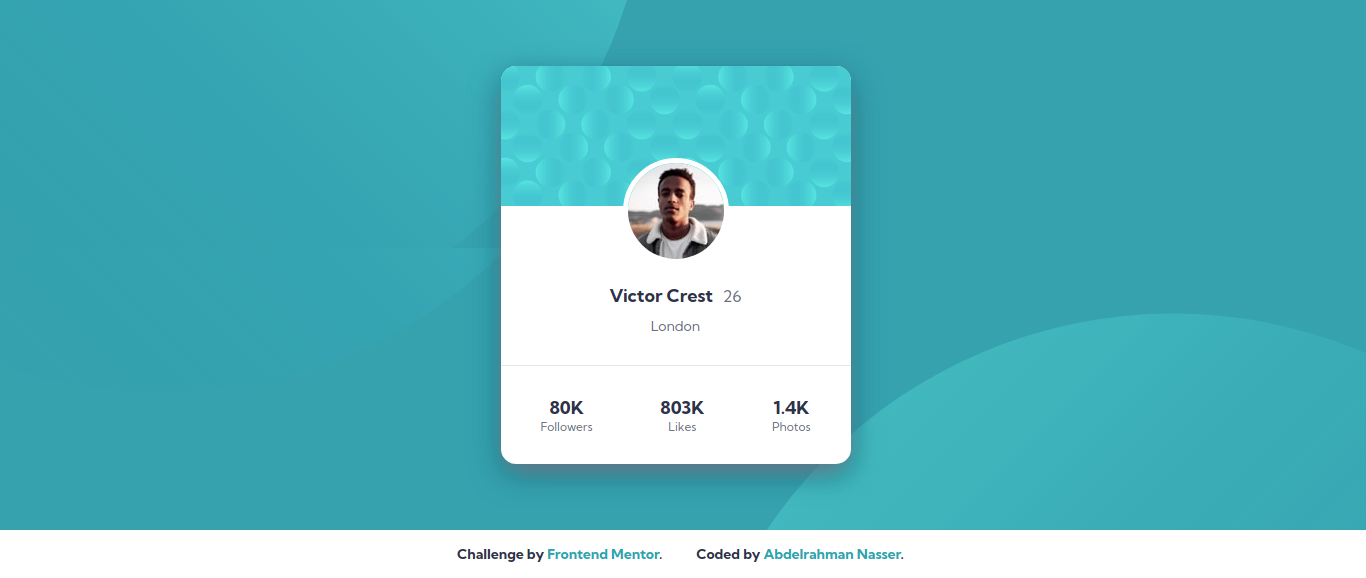 Victor Crest 26
London
80K 803K 1.4K
Followers Likes Photos
Challenge by Frontend Mentor. Coded by Abdelrahman Nasser.